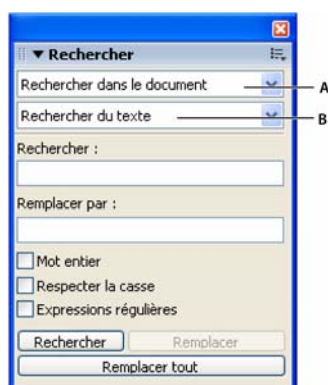 Rechercher
Rechercher dans le document
A
Rechercher du texte
B
Rechercher :
Remplacer par :
Mot entier
Respecter la casse
Expressions régulières
Rechercher
Remplacer
Remplacer tout